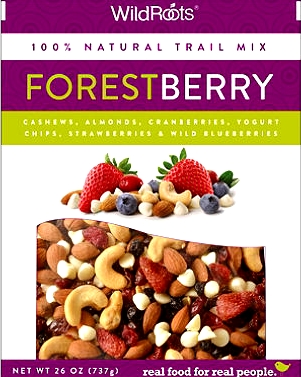 WildRoots®
100% NATURAL TRAIL MIX
FORESTBERRY
CASHEWS, ALMONDS, CRANBERRIES, YOGURT
CHIPS, STRAWBERRIES & WILD BLUEBERRIES
NET WT 26 OZ (737g)
real food for real people.